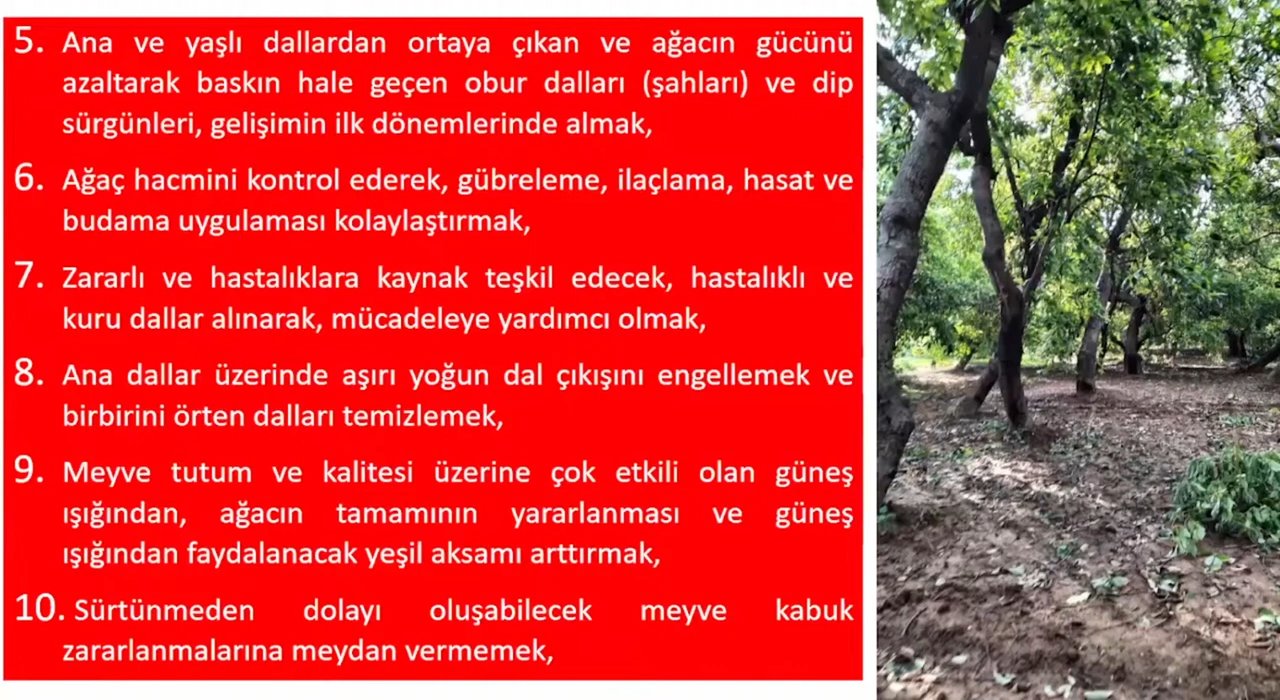 5. Ana ve yaşlı dallardan ortaya çıkan ve ağacın gücünü
azaltarak baskın hale geçen obur dalları (şahları) ve dip
sürgünleri, gelişimin ilk dönemlerinde almak,
6. Ağaç hacmini kontrol ederek, gübreleme, ilaçlama, hasat ve
budama uygulaması kolaylaştırmak,
7. Zararlı ve hastalıklara kaynak teşkil edecek, hastalıklı ve
kuru dallar alınarak, mücadeleye yardımcı olmak,
8. Ana dallar üzerinde aşırı yoğun dal çıkışını engellemek ve
birbirini örten dalları temizlemek,
9. Meyve tutum ve kalitesi üzerine çok etkili olan güneş
ışığından, ağacın tamamının yararlanması ve güneş
ışığından faydalanacak yeşil aksamı arttırmak,
10. Sürtünmeden dolayı oluşabilecek meyve kabuk
zararlanmalarına meydan vermemek,